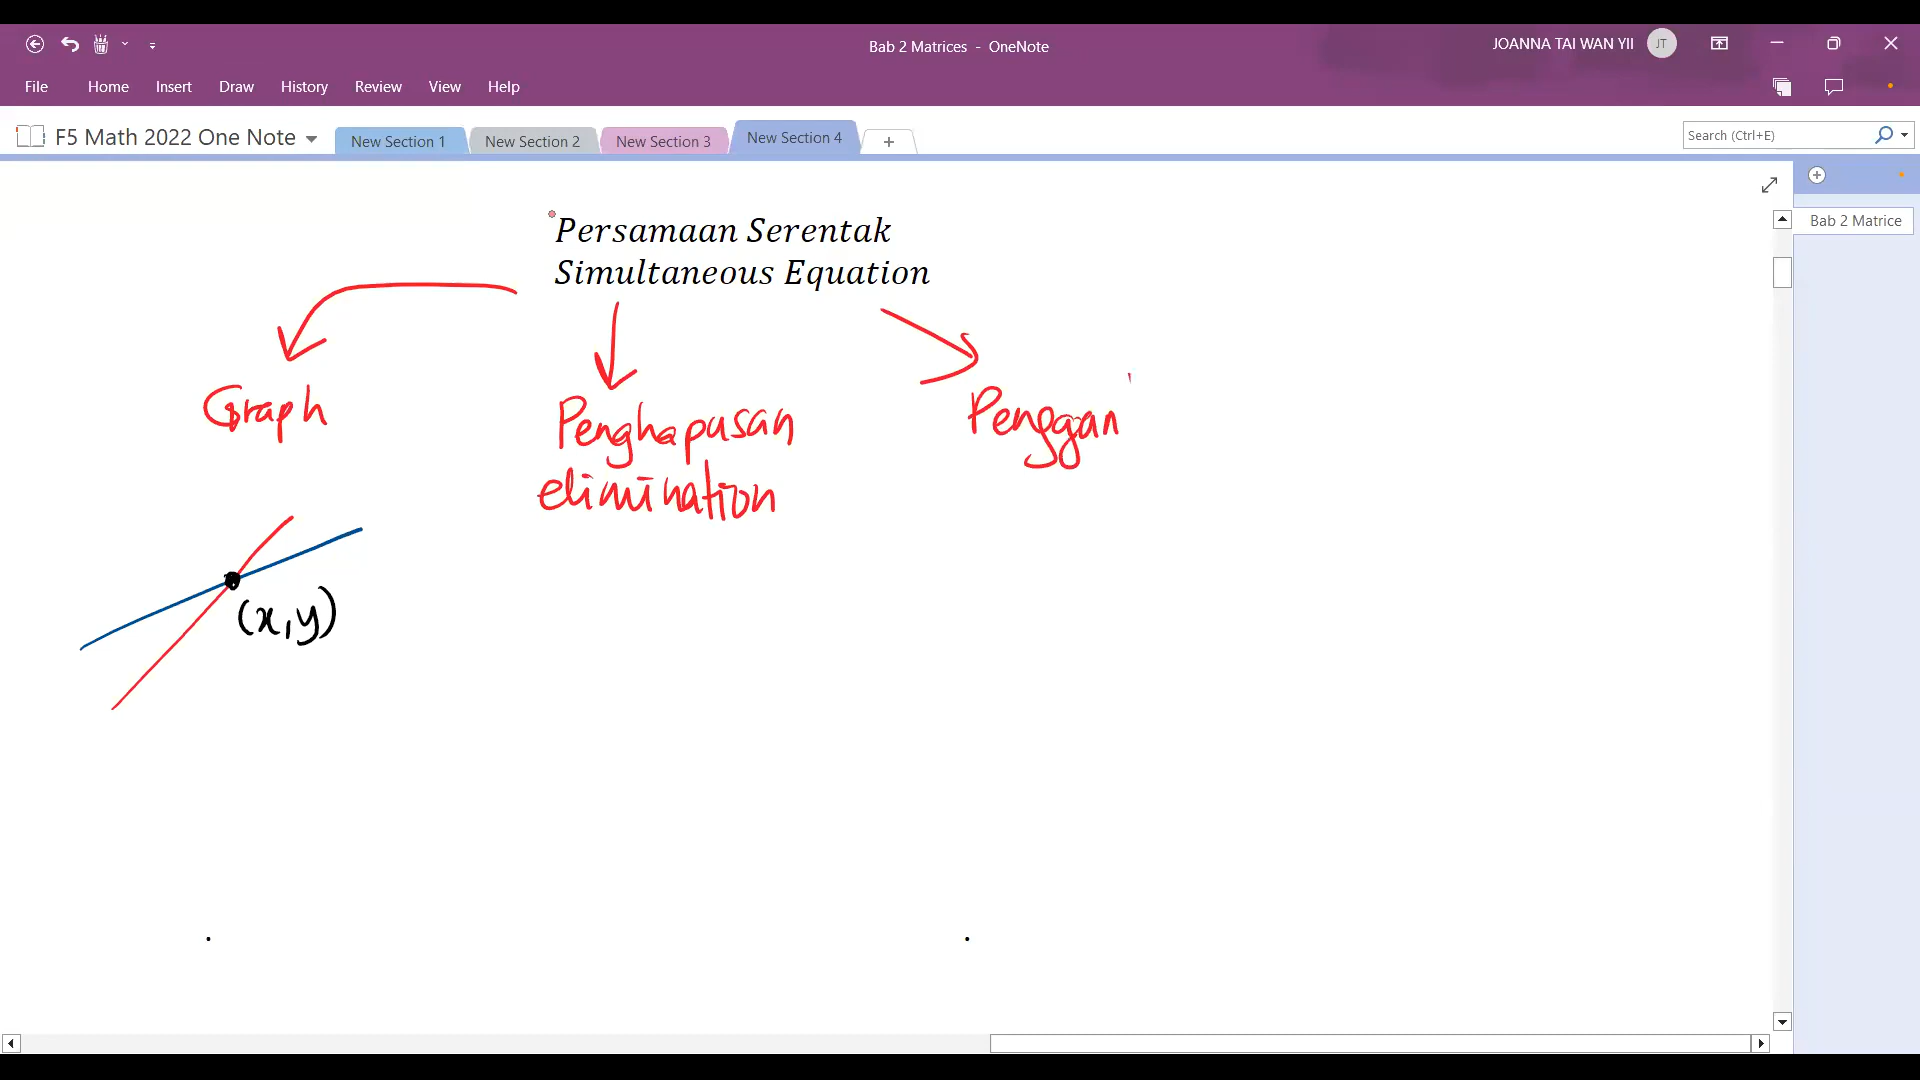 Bab 2 Matrices - OneNote
JOANNA TAI WAN YII
JT
File
Home
Insert
Draw
History
Review
View
Help
F5 Math 2022 One Note
New Section 1
New Section 2
New Section 3
New Section 4
Search (Ctrl+E)
Bab 2 Matrice
Persamaan Serentak
Simultaneous Equation
Graph
Penghapusan
elimination
Penggan
(x,y)